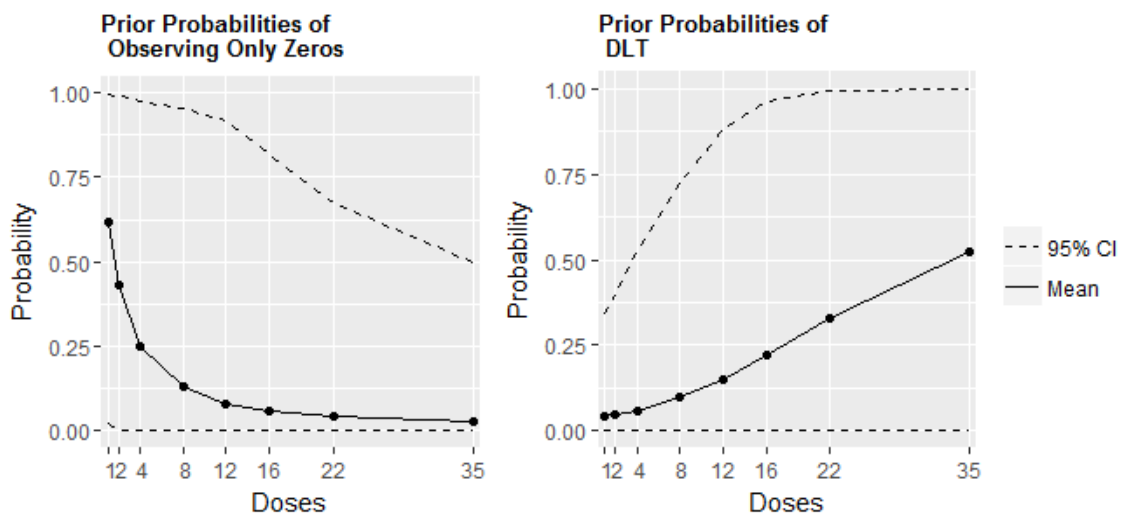 Prior Probabilities of
Observing Only Zeros
Probability
1.00
0.75
0.50
0.25
0.00
1 2 4 8 12 16 22 35
Doses
Prior Probabilities of
DLT
Probability
1.00
0.75
0.50
0.25
0.00
1 2 4 8 12 16 22 35
Doses
95% CI
Mean